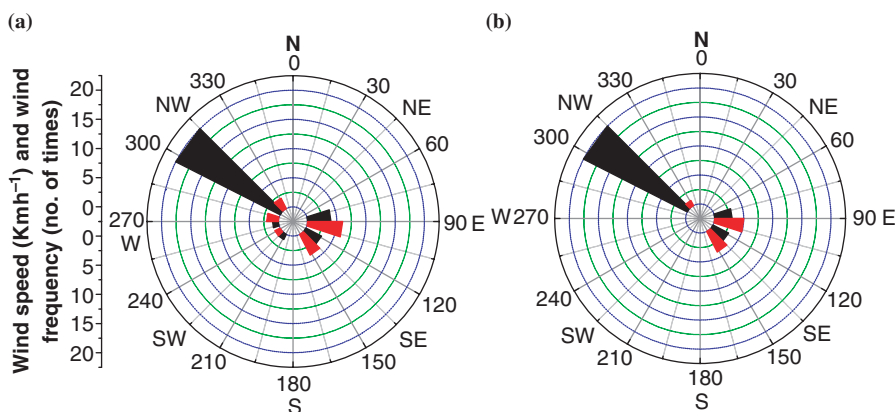 (a)
(b)
Wind speed (Kmh⁻¹) and wind
frequency (no. of times)
20
15
10
5
0
0
5
10
15
20
N
0
30
NE
60
90 E
120
SE
150
180
S
210
SW
240
270
W
300
NW
330
N
0
30
NE
60
90 E
120
SE
150
180
S
210
SW
240
W 270
300
NW
330